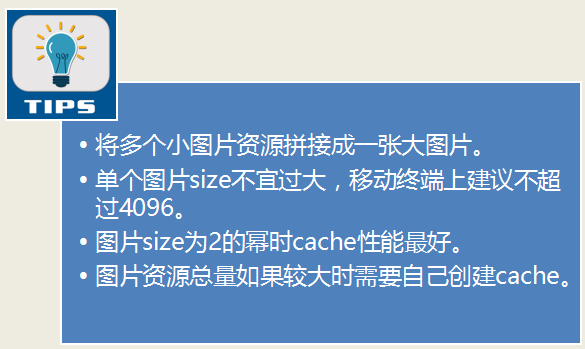 TIPS
• 将多个小图片资源拼接成一张大图片。
• 单个图片size不宜过大，移动终端上建议不超
过4096。
• 图片size为2的幂时cache性能最好。
• 图片资源总量如果较大时需要自己创建cache。